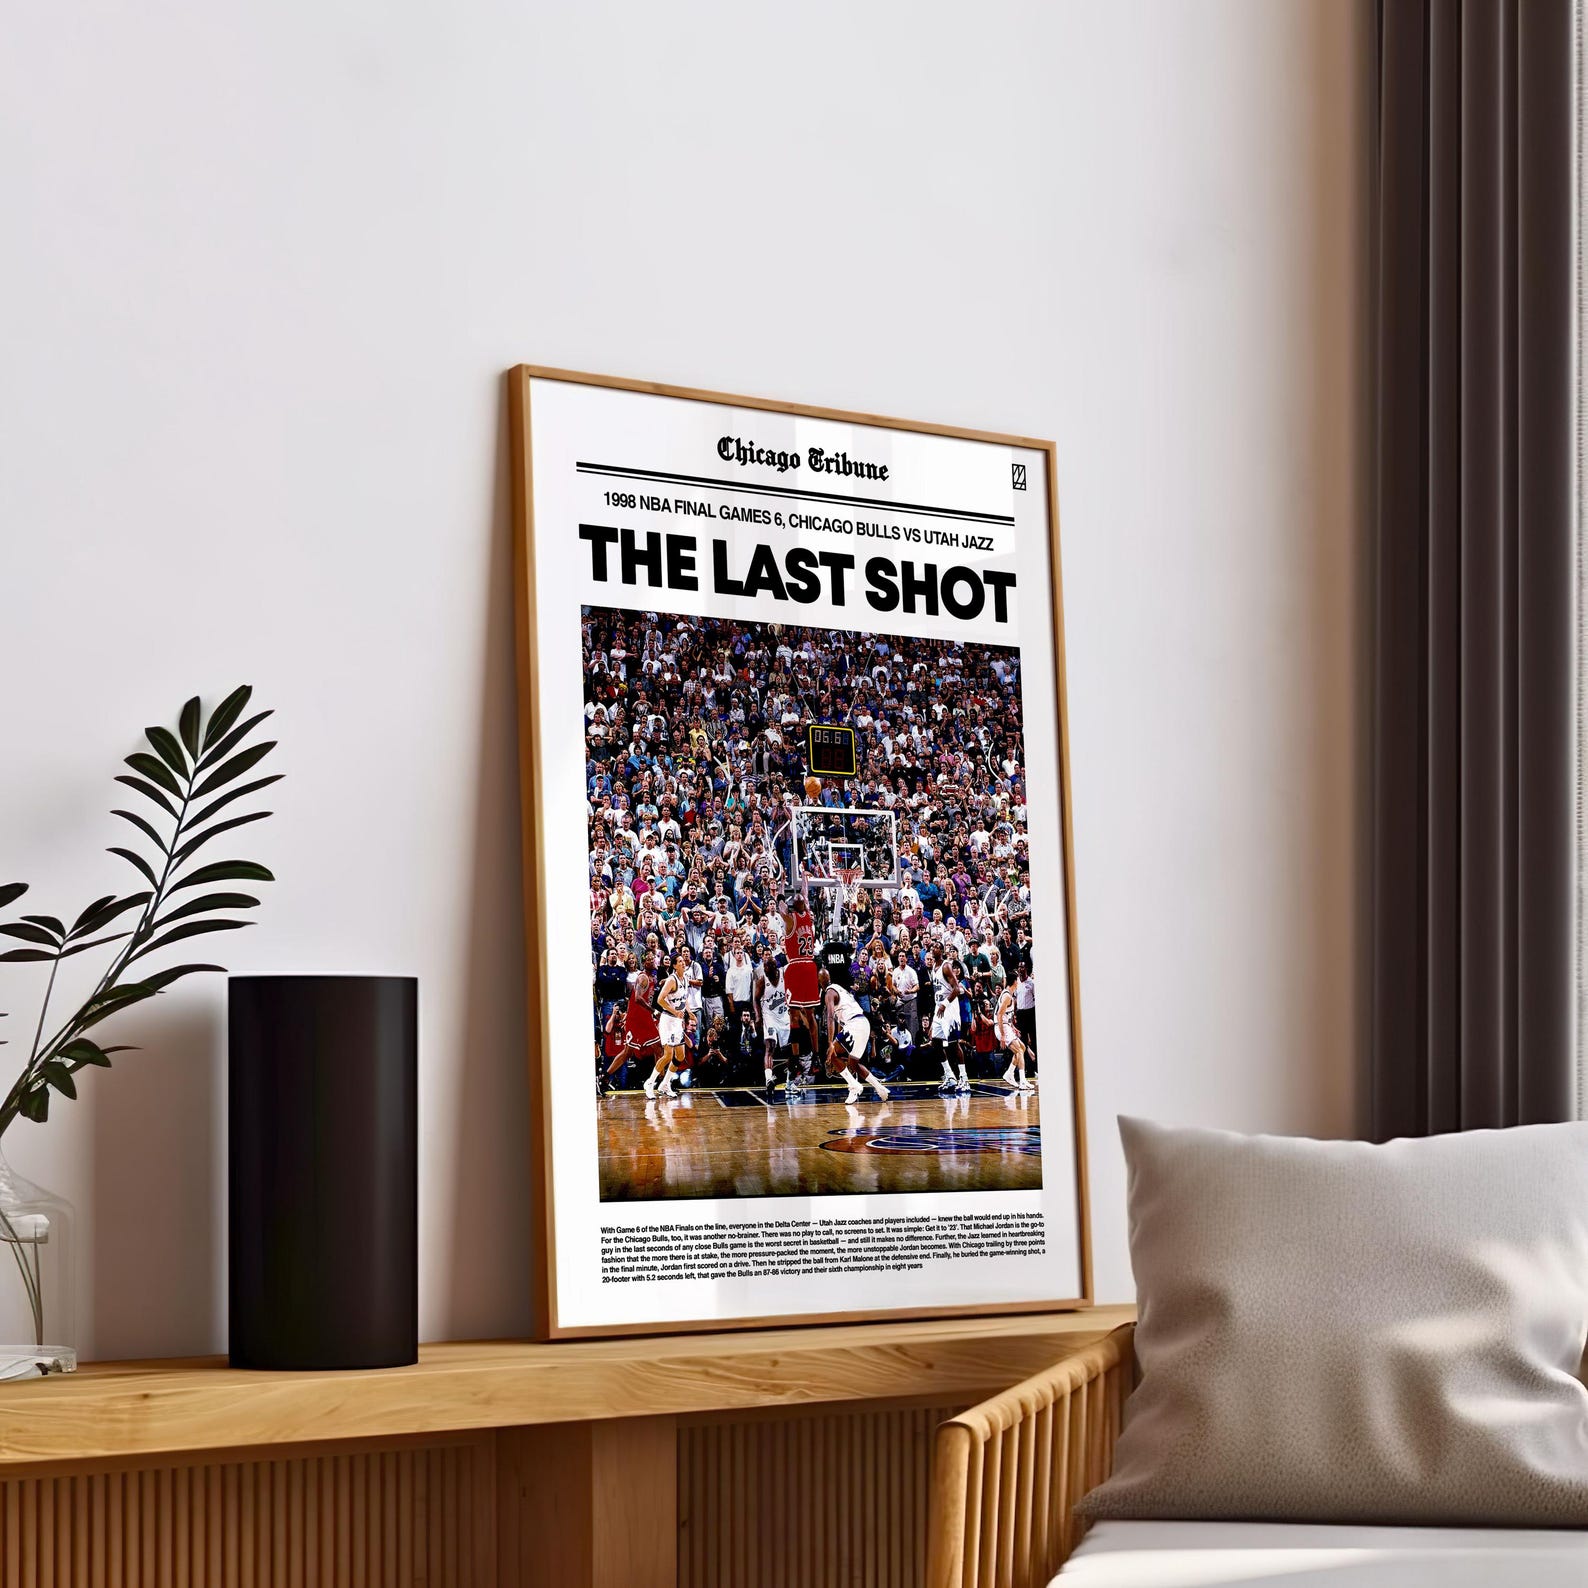 Chicago Tribune
1998 NBA FINAL GAMES 6, CHICAGO BULLS VS UTAH JAZZ
THE LAST SHOT
06.6
23
NBA
With Game 6 of the NBA Finals on the line, everyone in the Delta Center — Utah Jazz coaches and players included — knew the ball would end up in his hands.
For the Chicago Bulls, too, it was another no-brainer. There was no play to call, no screens to set. It was simple: Get it to '23'. That Michael Jordan is the go-to
guy in the last seconds of any close Bulls game is the worst secret in basketball — and still it makes no difference. Further, the Jazz learned in heartbreaking
fashion that the more there is at stake, the more pressure-packed the moment, the more unstoppable Jordan becomes. With Chicago trailing by three points
in the final minute, Jordan first scored on a drive. Then he stripped the ball from Karl Malone at the defensive end. Finally, he buried the game-winning shot, a
20-footer with 5.2 seconds left, that gave the Bulls an 87-86 victory and their sixth championship in eight years